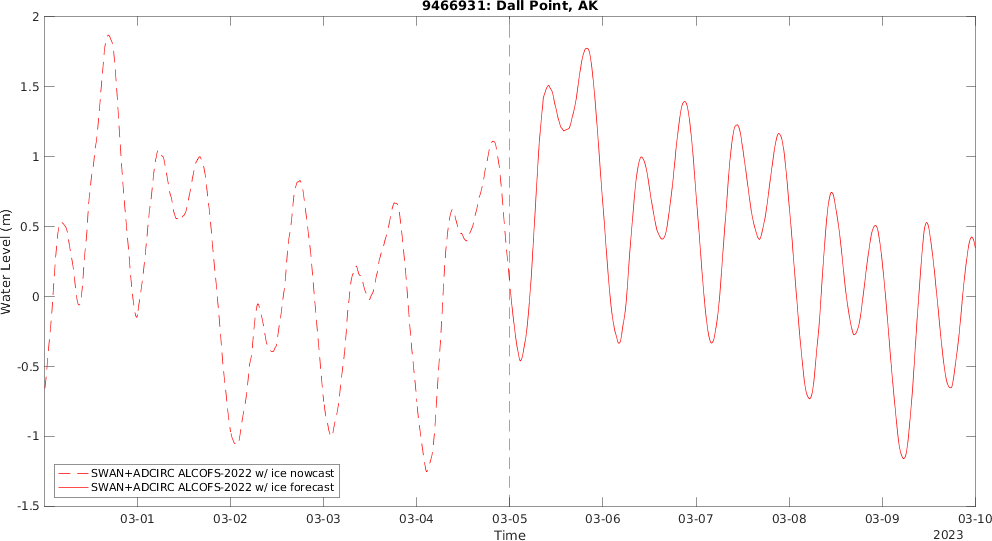 9466931: Dall Point, AK
2
1.5
1
0.5
0
-0.5
-1
-1.5
Water Level (m)
SWAN+ADCIRC ALCOFS-2022 w/ ice nowcast
SWAN+ADCIRC ALCOFS-2022 w/ ice forecast
03-01 03-02 03-03 03-04 03-05 03-06 03-07 03-08 03-09 03-10
Time
2023